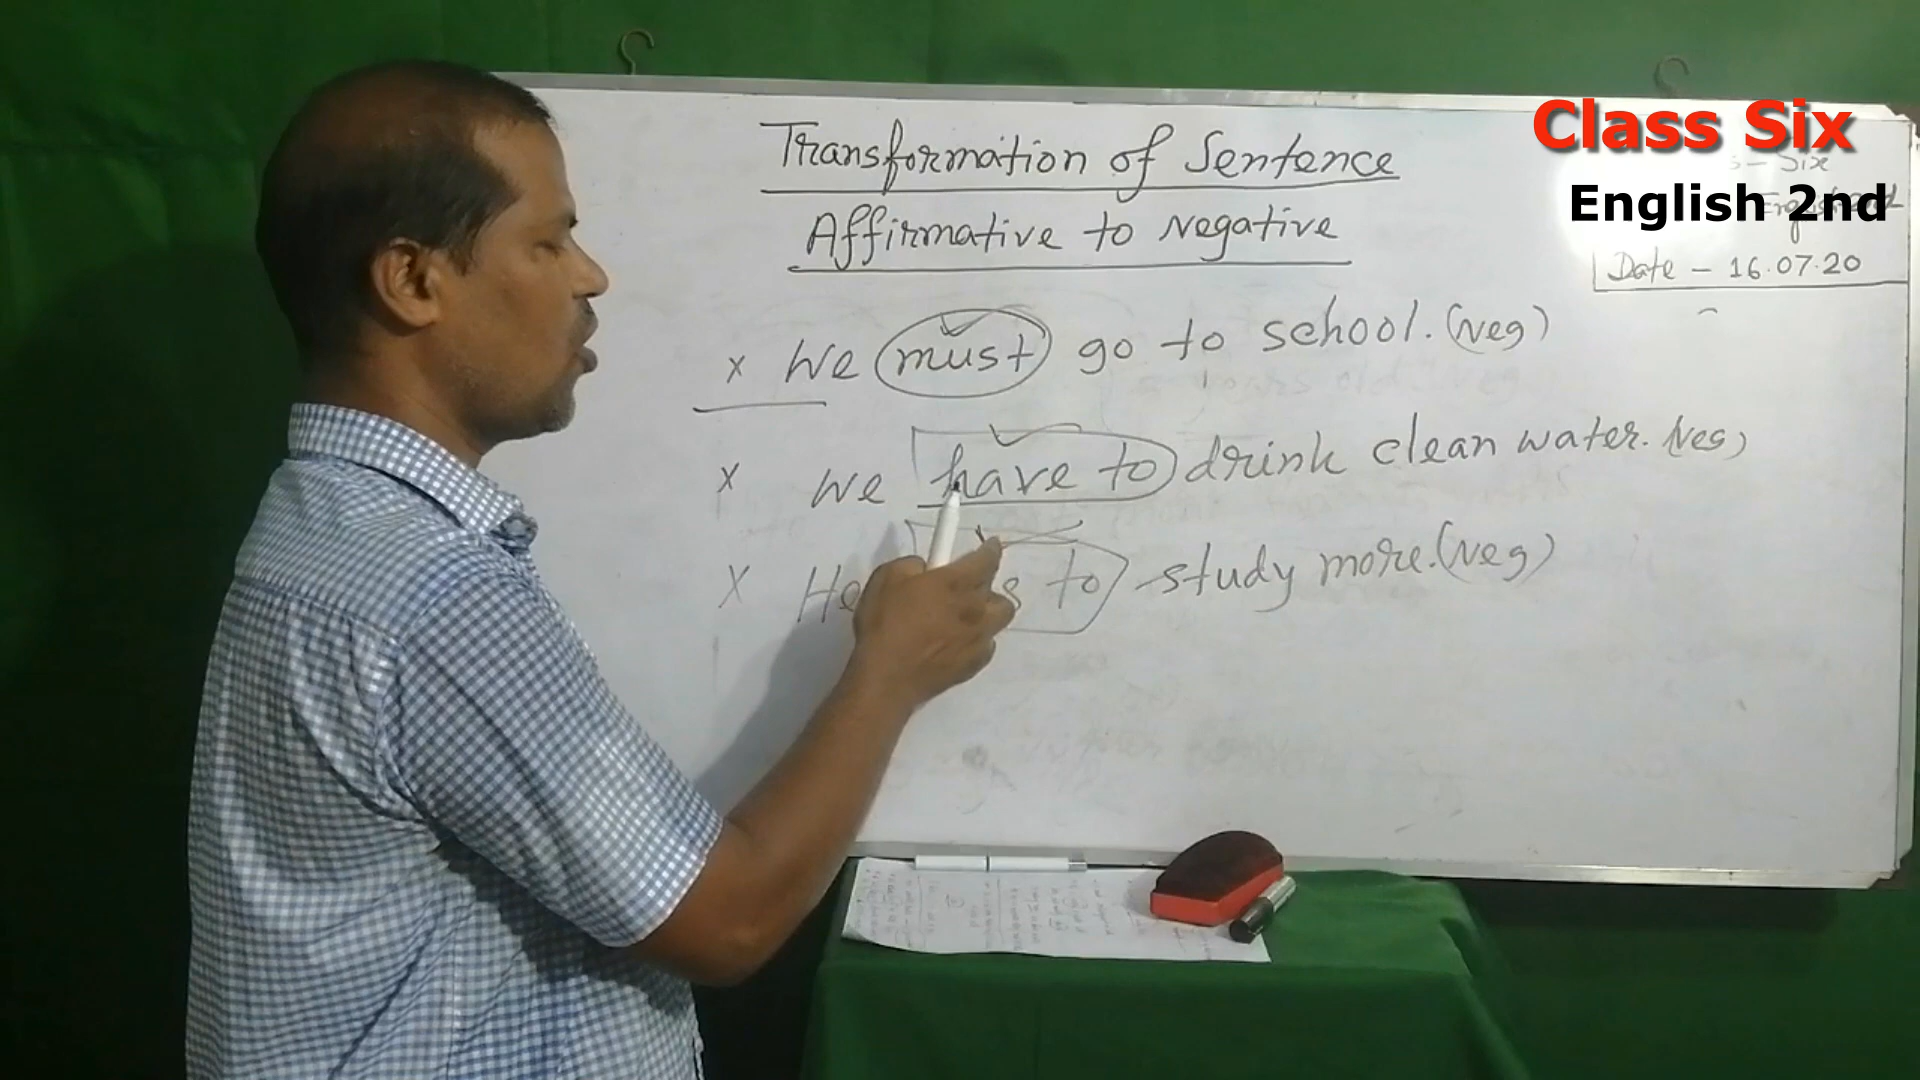 Transformation of Sentence
Affirmative to Negative
Class Six
English 2nd
s - Six
Date - 16.07.20
x We must go to school. (Neg)
x We have to drink clean water. (Neg)
x He to study more. (Neg)